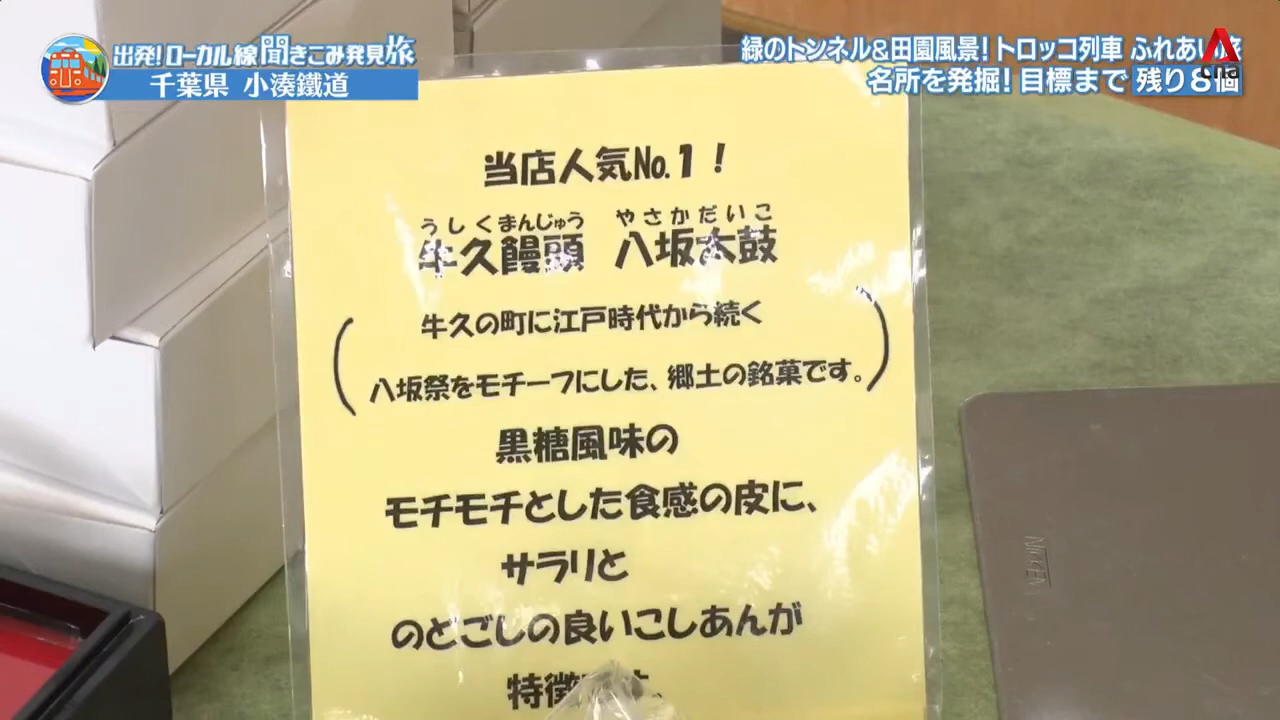 出発!ローカル線聞きこみ発見旅
千葉県 小湊鐵道
緑のトンネル&田園風景!トロッコ列車 ふれあい旅
名所を発掘!目標まで 残り8個
cna
当店人気No.1!
うしくまんじゅう やさかだいこ
牛久饅頭 八坂太鼓
(牛久の町に江戸時代から続く
八坂祭をモチーフにした、郷土の銘菓です。)
黒糖風味の
モチモチとした食感の皮に、
サラリと
のどごしの良いこしあんが
特徴